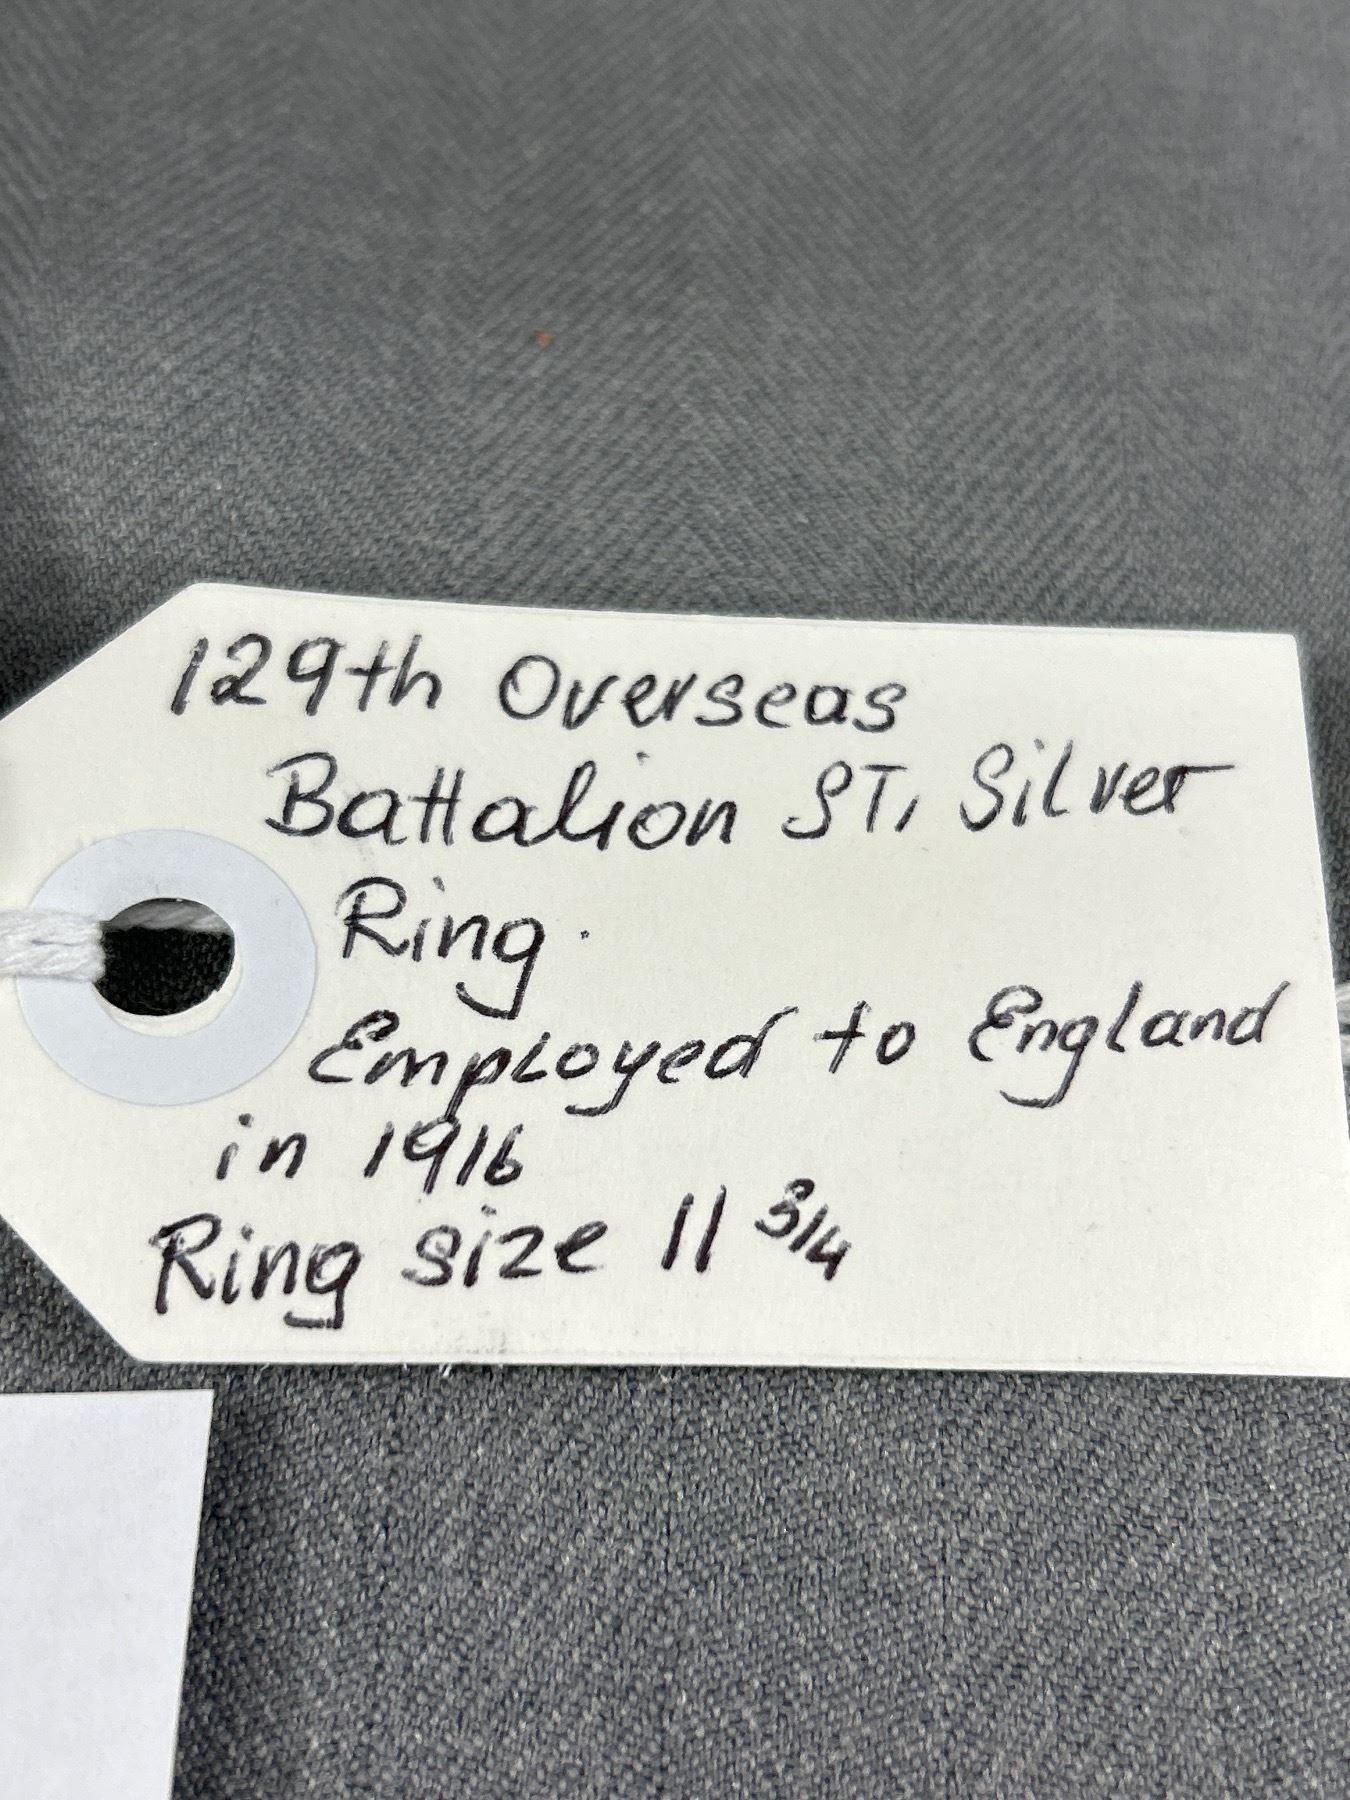 129th Overseas
Battalion ST, Silver
Ring.
Employed to England
in 1916
Ring size 11 3/4